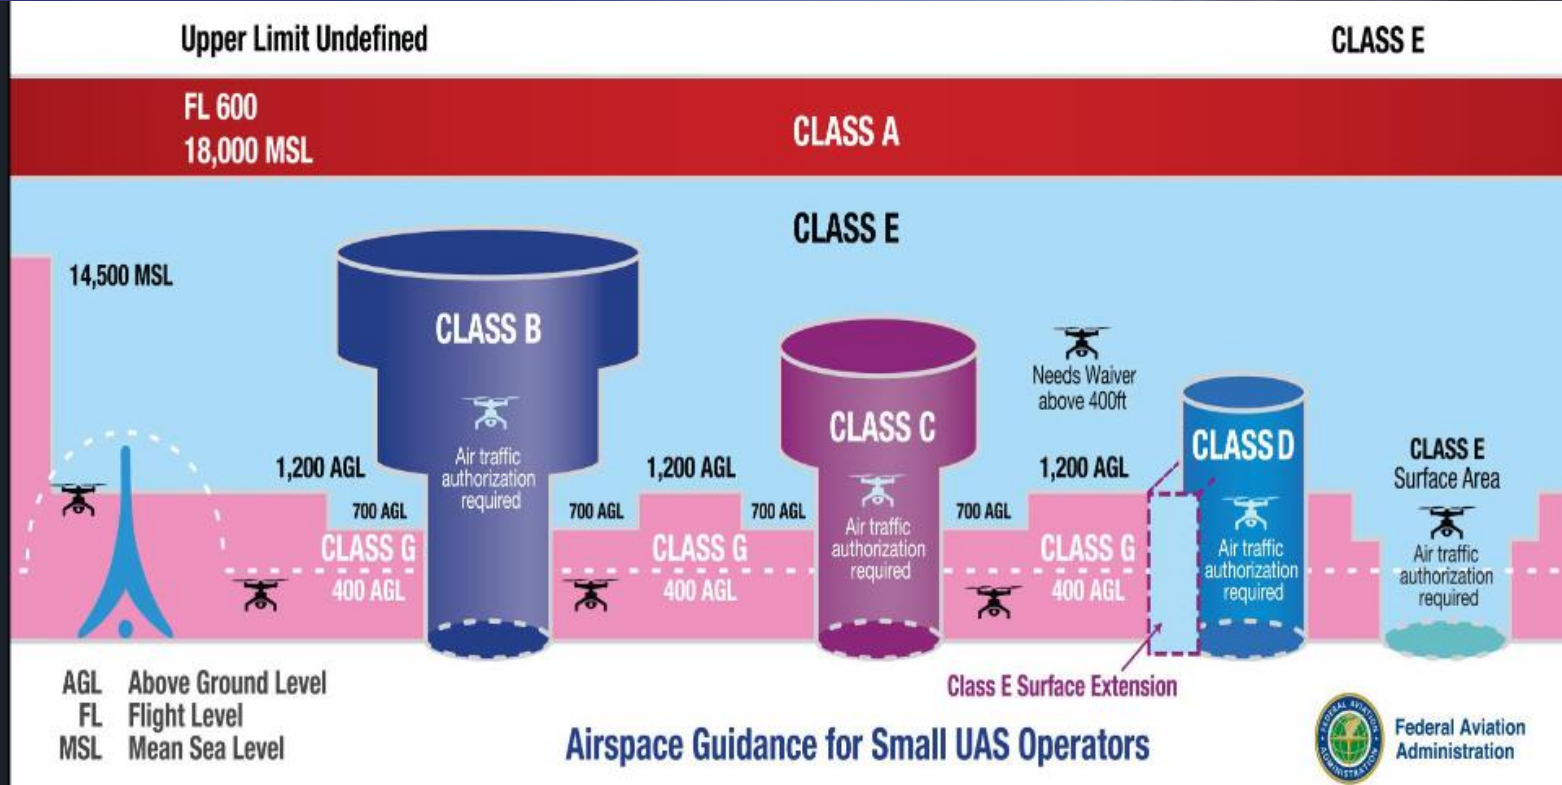 Upper Limit Undefined
CLASS E
FL 600
18,000 MSL
CLASS A
CLASS E
14,500 MSL
CLASS B
Air traffic
authorization
required
CLASS C
Air traffic
authorization
required
Needs Waiver
above 400ft
CLASS D
Air traffic
authorization
required
CLASS E
Surface Area
Air traffic
authorization
required
1,200 AGL
1,200 AGL
1,200 AGL
700 AGL
700 AGL
700 AGL
700 AGL
CLASS G
CLASS G
CLASS G
400 AGL
400 AGL
400 AGL
Class E Surface Extension
AGL Above Ground Level
FL Flight Level
MSL Mean Sea Level
Airspace Guidance for Small UAS Operators
FEDERAL AVIATION
ADMINISTRATION
Federal Aviation
Administration